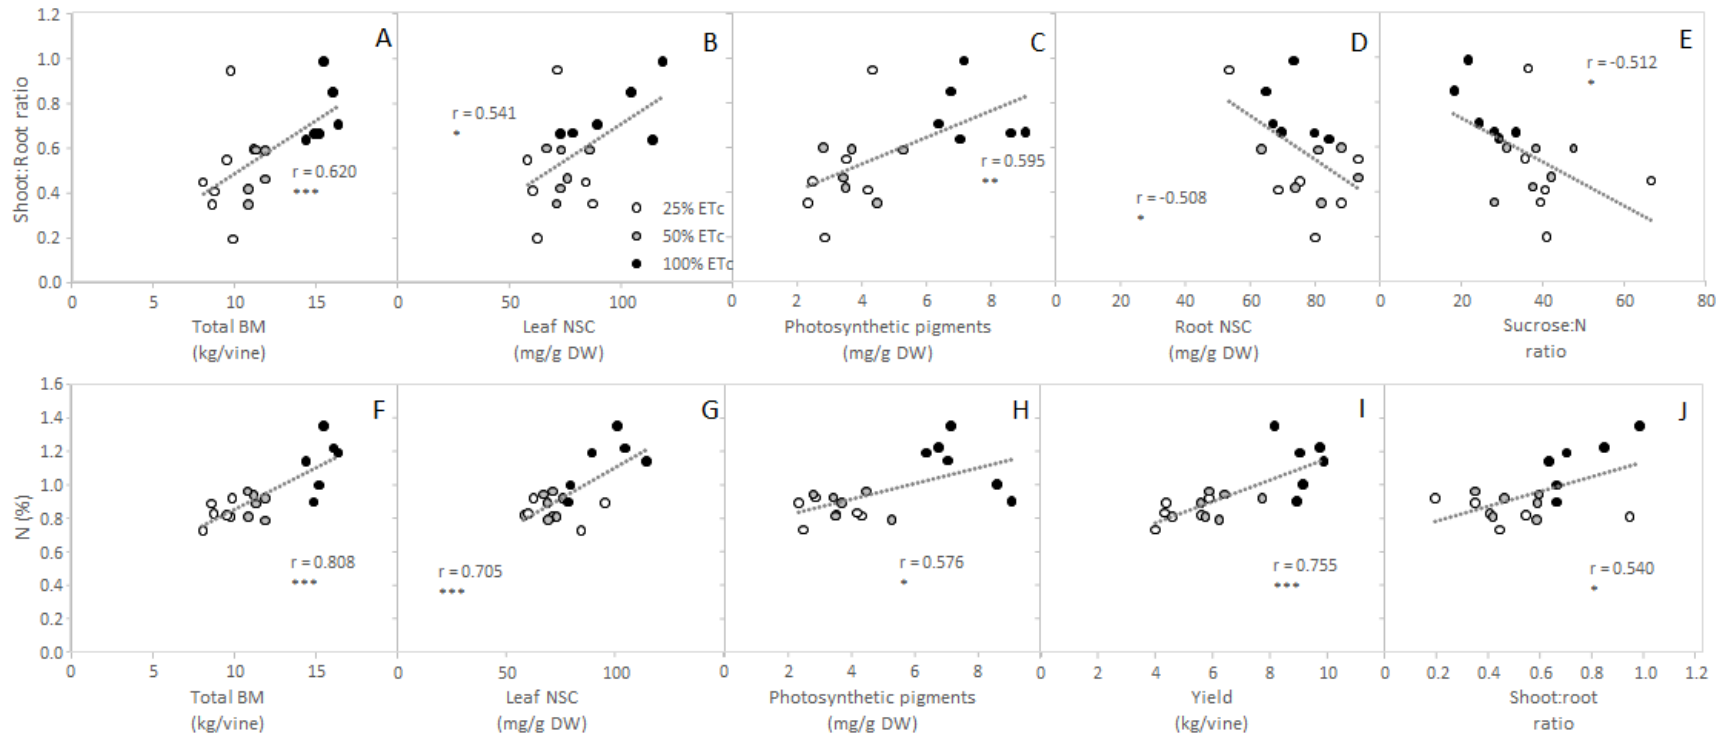 A
B
C
D
E
Shoot:Root ratio
1.2
1.0
0.8
0.6
0.4
0.2
0.0
r = 0.620
***
r = 0.541
*
r = 0.595
**
r = -0.508
*
r = -0.512
*
25% ETc
50% ETc
100% ETc
0 5 10 15
0 50 100
0 2 4 6 8
0 20 40 60 80
0 20 40 60 80
Total BM
(kg/vine)
Leaf NSC
(mg/g DW)
Photosynthetic pigments
(mg/g DW)
Root NSC
(mg/g DW)
Sucrose:N
ratio
F
G
H
I
J
N (%)
1.6
1.4
1.2
1.0
0.8
0.6
0.4
0.2
0.0
r = 0.808
***
r = 0.705
***
r = 0.576
*
r = 0.755
***
r = 0.540
*
0 5 10 15
0 50 100
0 2 4 6 8
0 2 4 6 8 10
0 0.2 0.4 0.6 0.8 1.0 1.2
Total BM
(kg/vine)
Leaf NSC
(mg/g DW)
Photosynthetic pigments
(mg/g DW)
Yield
(kg/vine)
Shoot:root
ratio